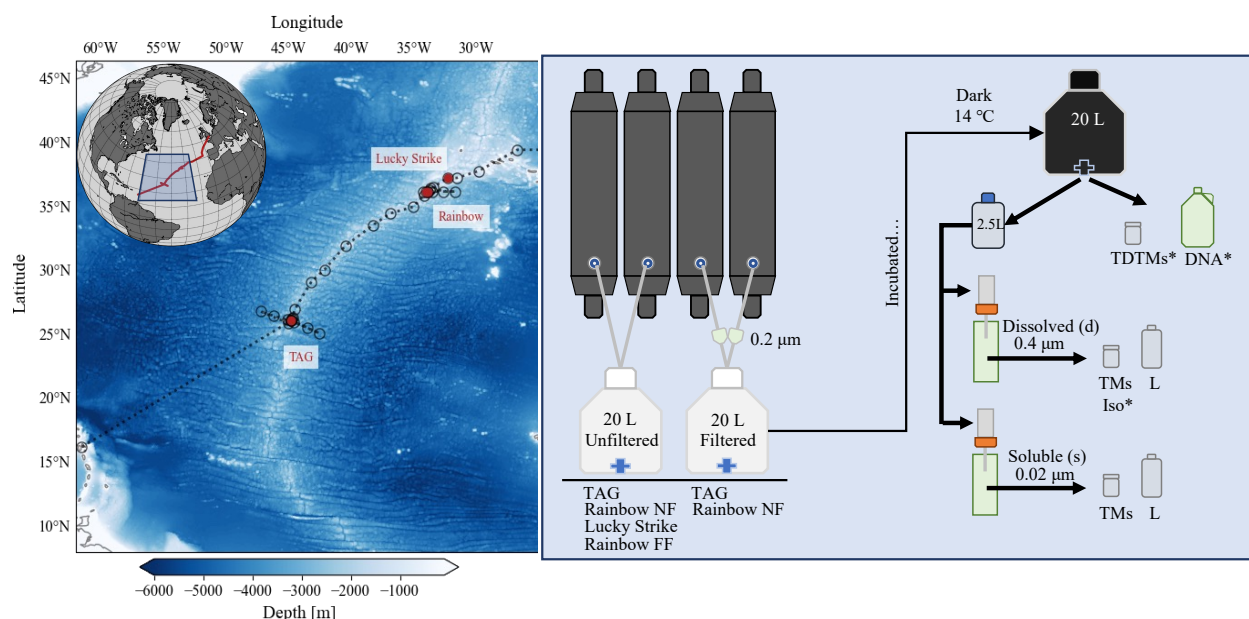 Longitude
60°W 55°W 50°W 45°W 40°W 35°W 30°W
Latitude
45°N
40°N
35°N
30°N
25°N
20°N
15°N
10°N
Lucky Strike
Rainbow
TAG
−6000 −5000 −4000 −3000 −2000 −1000
Depth [m]
0.2 μm
20 L
Unfiltered
20 L
Filtered
TAG
Rainbow NF
Lucky Strike
Rainbow FF
TAG
Rainbow NF
Incubated...
Dark
14 °C
20 L
2.5L
TDTMs* DNA*
Dissolved (d)
0.4 μm
TMs L
Iso*
Soluble (s)
0.02 μm
TMs L